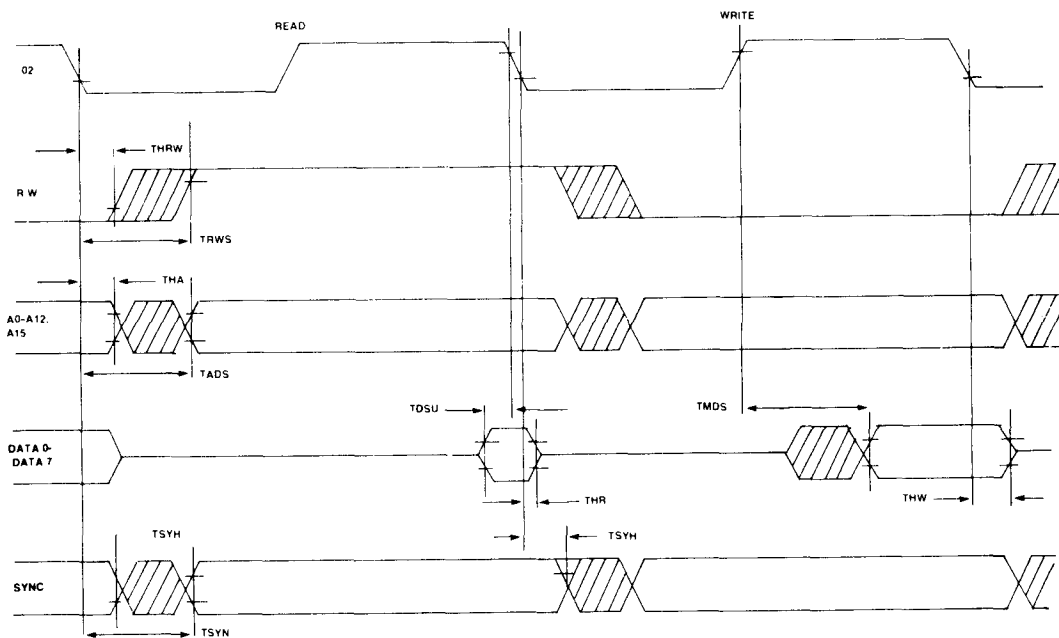 READ
WRITE
02
THRW
R W
TRWS
THA
A0-A12,
A15
TADS
TDSU
TMDS
DATA 0-
DATA 7
THR
THW
TSYH
TSYH
SYNC
TSYN